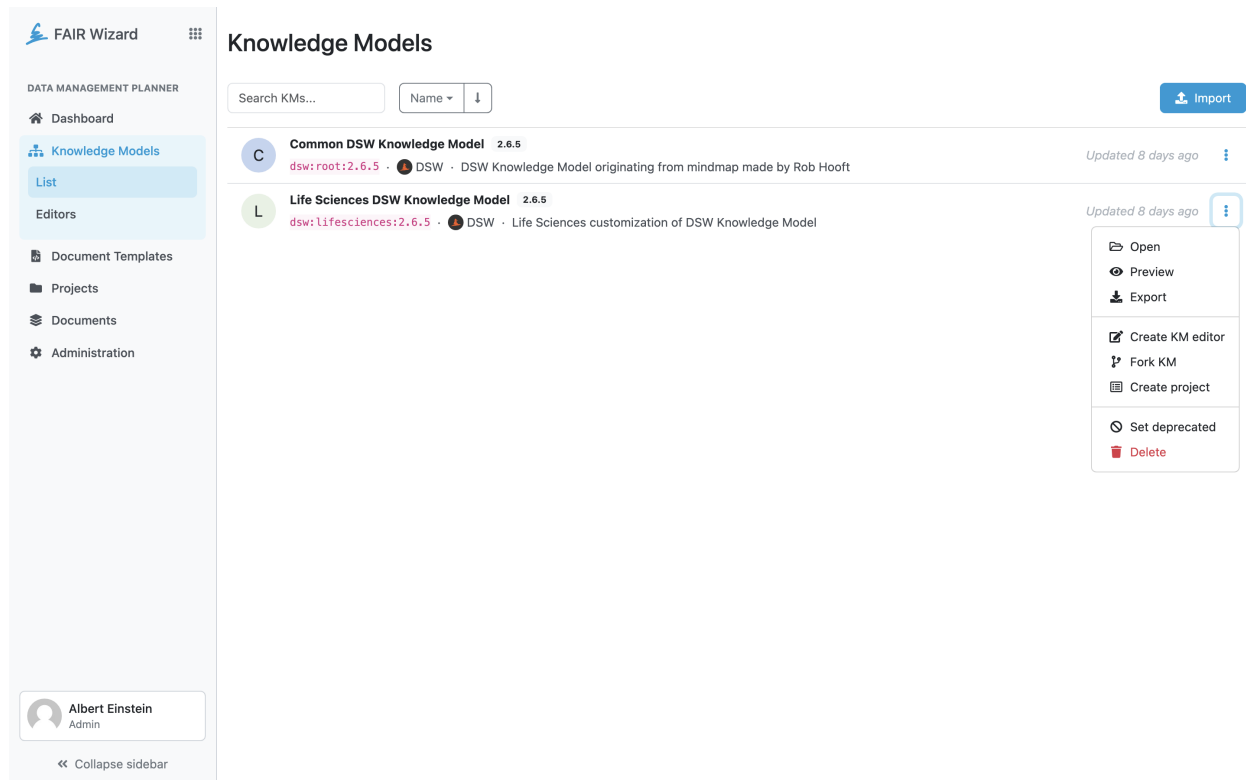 FAIR Wizard
DATA MANAGEMENT PLANNER
Dashboard
Knowledge Models
List
Editors
Document Templates
Projects
Documents
Administration
Albert Einstein
Admin
Collapse sidebar
Knowledge Models
Search KMs...
Name
Import
C
Common DSW Knowledge Model 2.6.5
dsw:root:2.6.5 · DSW · DSW Knowledge Model originating from mindmap made by Rob Hooft
Updated 8 days ago
L
Life Sciences DSW Knowledge Model 2.6.5
dsw:lifesciences:2.6.5 · DSW · Life Sciences customization of DSW Knowledge Model
Updated 8 days ago
Open
Preview
Export
Create KM editor
Fork KM
Create project
Set deprecated
Delete